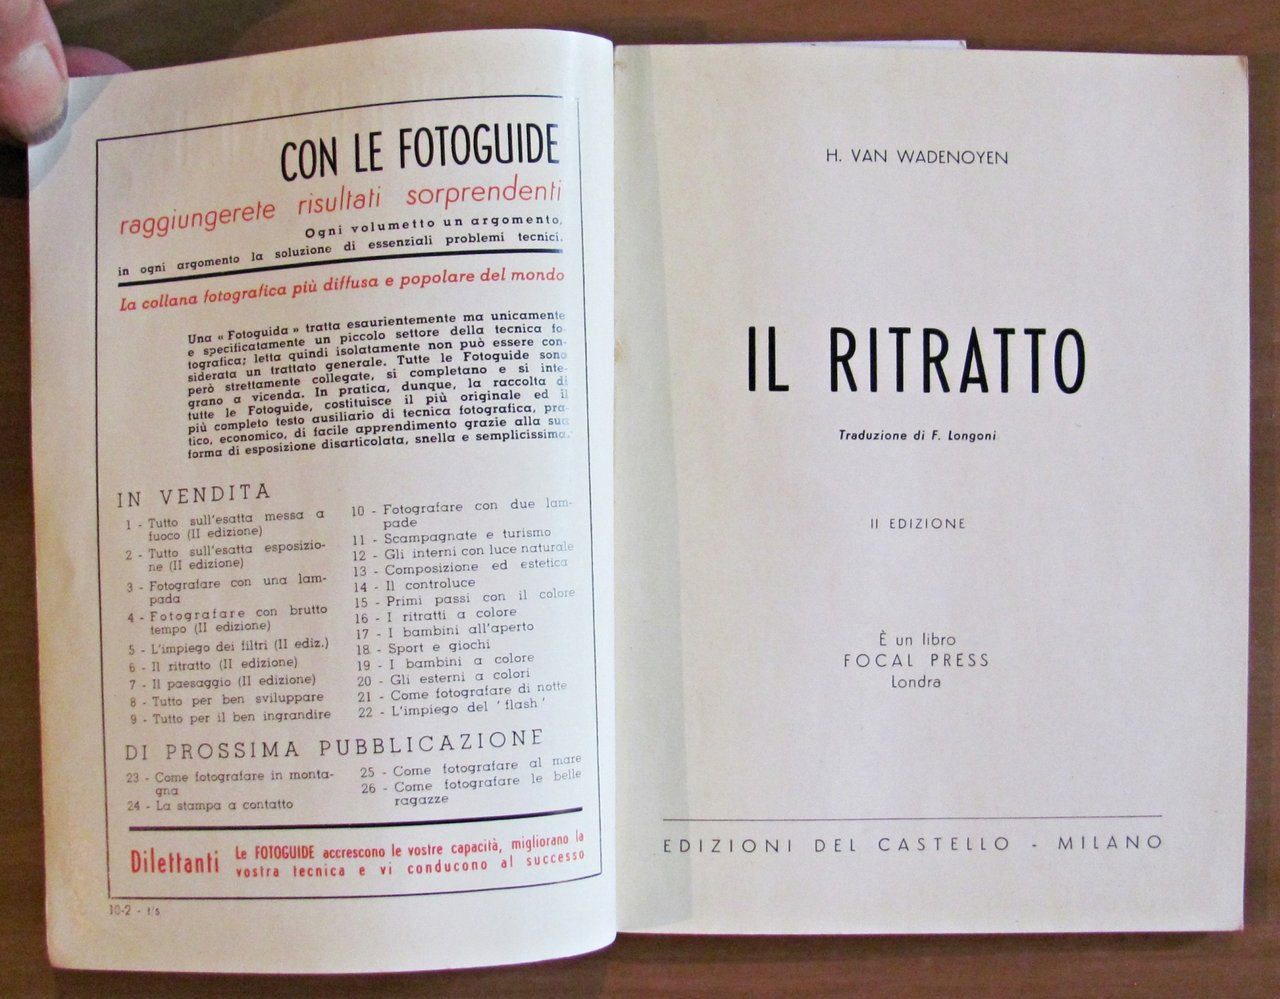 CON LE FOTOGUIDE
raggiungerete risultati sorprendenti
Ogni volumetto un argomento,
in ogni argomento la soluzione di essenziali problemi tecnici.
La collana fotografica più diffusa e popolare del mondo
Una « Fotoguida » tratta esaurientemente ma unicamente
e specificatamente un piccolo settore della tecnica fo-
tografica; letta quindi isolatamente non può essere con-
siderata un trattato generale. Tutte le Fotoguide sono
però strettamente collegate, si completano e si inte-
grano a vicenda. In pratica, dunque, la raccolta di
tutte le Fotoguide, costituisce il più originale ed il
più completo testo ausiliario di tecnica fotografica, pra-
tico, economico, di facile apprendimento grazie alla sua
forma di esposizione disarticolata, snella e semplicissima.
IN VENDITA
1 - Tutto sull'esatta messa a
fuoco (II edizione)
2 - Tutto sull'esatta esposizio-
ne (II edizione)
3 - Fotografare con una lam-
pada
4 - Fotografare con brutto
tempo (II edizione)
5 - L'impiego dei filtri (II ediz.)
6 - Il ritratto (II edizione)
7 - Il paesaggio (II edizione)
8 - Tutto per ben sviluppare
9 - Tutto per il ben ingrandire
10 - Fotografare con due lam-
pade
11 - Scampagnate e turismo
12 - Gli interni con luce naturale
13 - Composizione ed estetica
14 - Il controluce
15 - Primi passi con il colore
16 - I ritratti a colore
17 - I bambini all'aperto
18 - Sport e giochi
19 - I bambini a colore
20 - Gli esterni a colori
21 - Come fotografare di notte
22 - L'impiego del 'flash'
DI PROSSIMA PUBBLICAZIONE
23 - Come fotografare in monta-
gna
24 - La stampa a contatto
25 - Come fotografare al mare
26 - Come fotografare le belle
ragazze
Dilettanti
Le FOTOGUIDE accrescono le vostre capacità, migliorano la
vostra tecnica e vi conducono al successo
10-2 - t's
H. VAN WADENOYEN
IL RITRATTO
Traduzione di F. Longoni
II EDIZIONE
È un libro
FOCAL PRESS
Londra
EDIZIONI DEL CASTELLO - MILANO